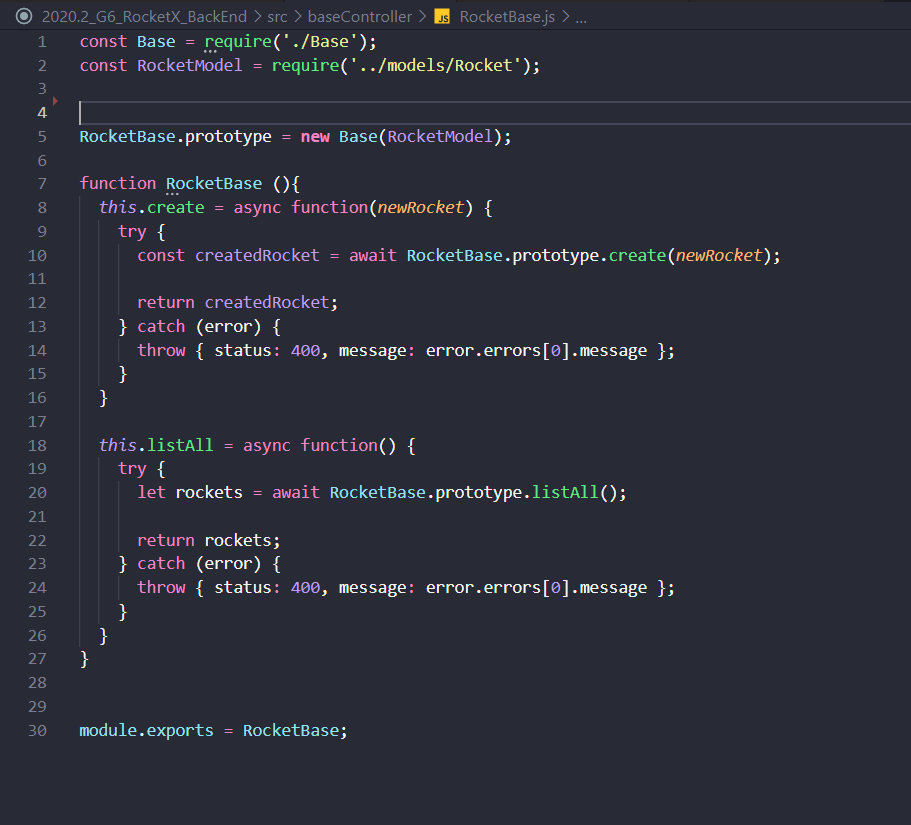 2020.2_G6_RocketX_BackEnd > src > baseController > JS RocketBase.js > ...
1 const Base = require('./Base');
2 const RocketModel = require('../models/Rocket');
3
4
5 RocketBase.prototype = new Base(RocketModel);
6
7 function RocketBase (){
8   this.create = async function(newRocket) {
9     try {
10       const createdRocket = await RocketBase.prototype.create(newRocket);
11
12       return createdRocket;
13     } catch (error) {
14       throw { status: 400, message: error.errors[0].message };
15     }
16   }
17
18   this.listAll = async function() {
19     try {
20       let rockets = await RocketBase.prototype.listAll();
21
22       return rockets;
23     } catch (error) {
24       throw { status: 400, message: error.errors[0].message };
25     }
26   }
27 }
28
29
30 module.exports = RocketBase;